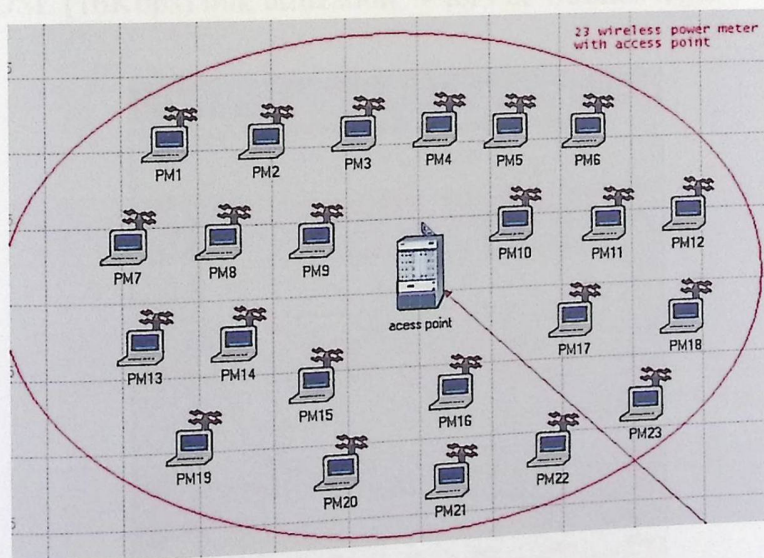 23 wireless power meter
with access point
PM1
PM2
PM3
PM4
PM5
PM6
PM7
PM8
PM9
PM10
PM11
PM12
acess point
PM13
PM14
PM15
PM16
PM17
PM18
PM19
PM20
PM21
PM22
PM23